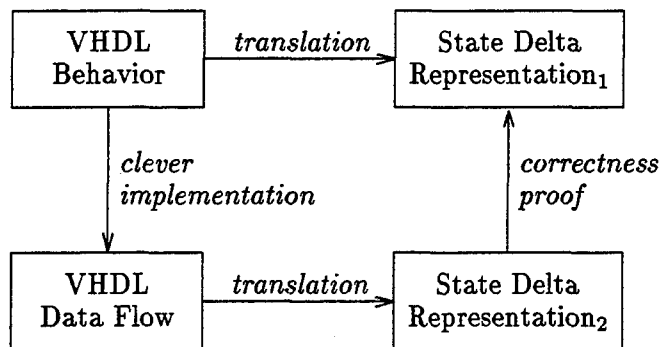 VHDL
Behavior
translation
State Delta
Representation₁
clever
implementation
correctness
proof
VHDL
Data Flow
translation
State Delta
Representation₂